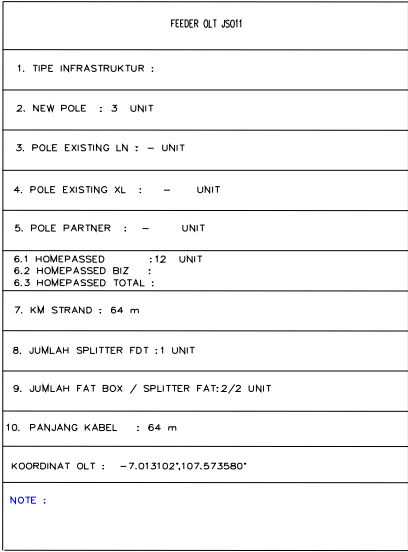 FEEDER OLT JS011
1. TIPE INFRASTRUKTUR :
2. NEW POLE : 3 UNIT
3. POLE EXISTING LN : - UNIT
4. POLE EXISTING XL : - UNIT
5. POLE PARTNER : - UNIT
6.1 HOMEPASSED :12 UNIT
6.2 HOMEPASSED BIZ :
6.3 HOMEPASSED TOTAL :
7. KM STRAND : 64 m
8. JUMLAH SPLITTER FDT :1 UNIT
9. JUMLAH FAT BOX / SPLITTER FAT:2/2 UNIT
10. PANJANG KABEL : 64 m
KOORDINAT OLT : -7.013102°,107.573580°
NOTE :